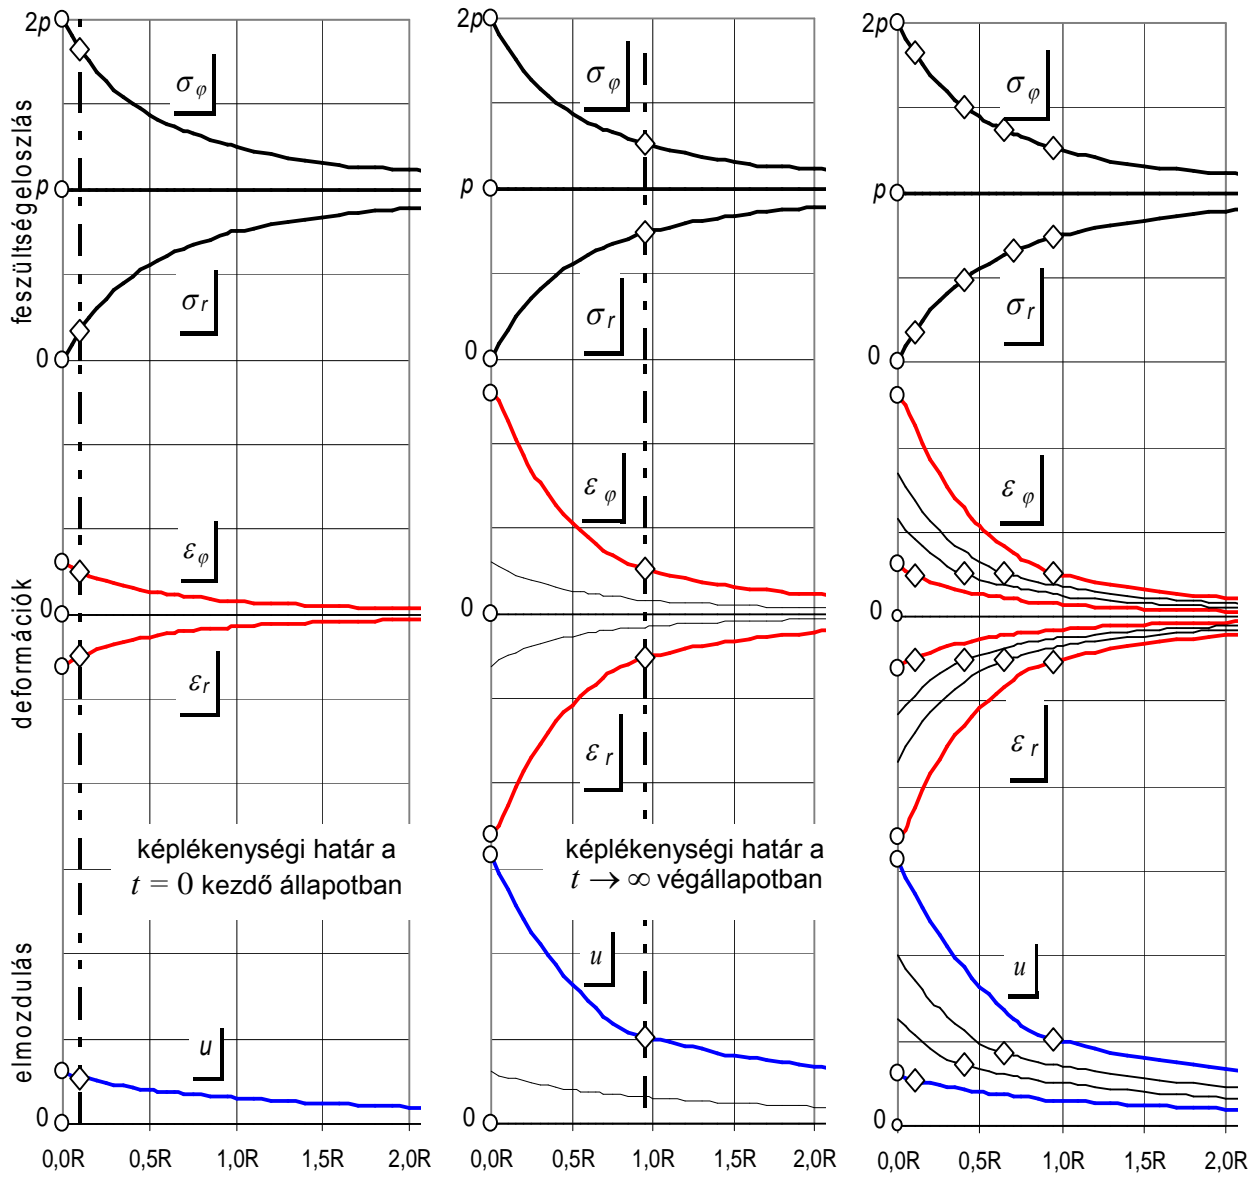 feszültségeloszlás
deformációk
elmozdulás
2p
σφ
p
σr
0
εφ
0
εr
képlékenységi határ a
t = 0 kezdő állapotban
u
0
0,0R 0,5R 1,0R 1,5R 2,0R
2p
σφ
p
σr
0
εφ
0
εr
képlékenységi határ a
t → ∞ végállapotban
u
0
0,0R 0,5R 1,0R 1,5R 2,0R
2p
σφ
p
σr
0
εφ
0
εr
u
0
0,0R 0,5R 1,0R 1,5R 2,0R